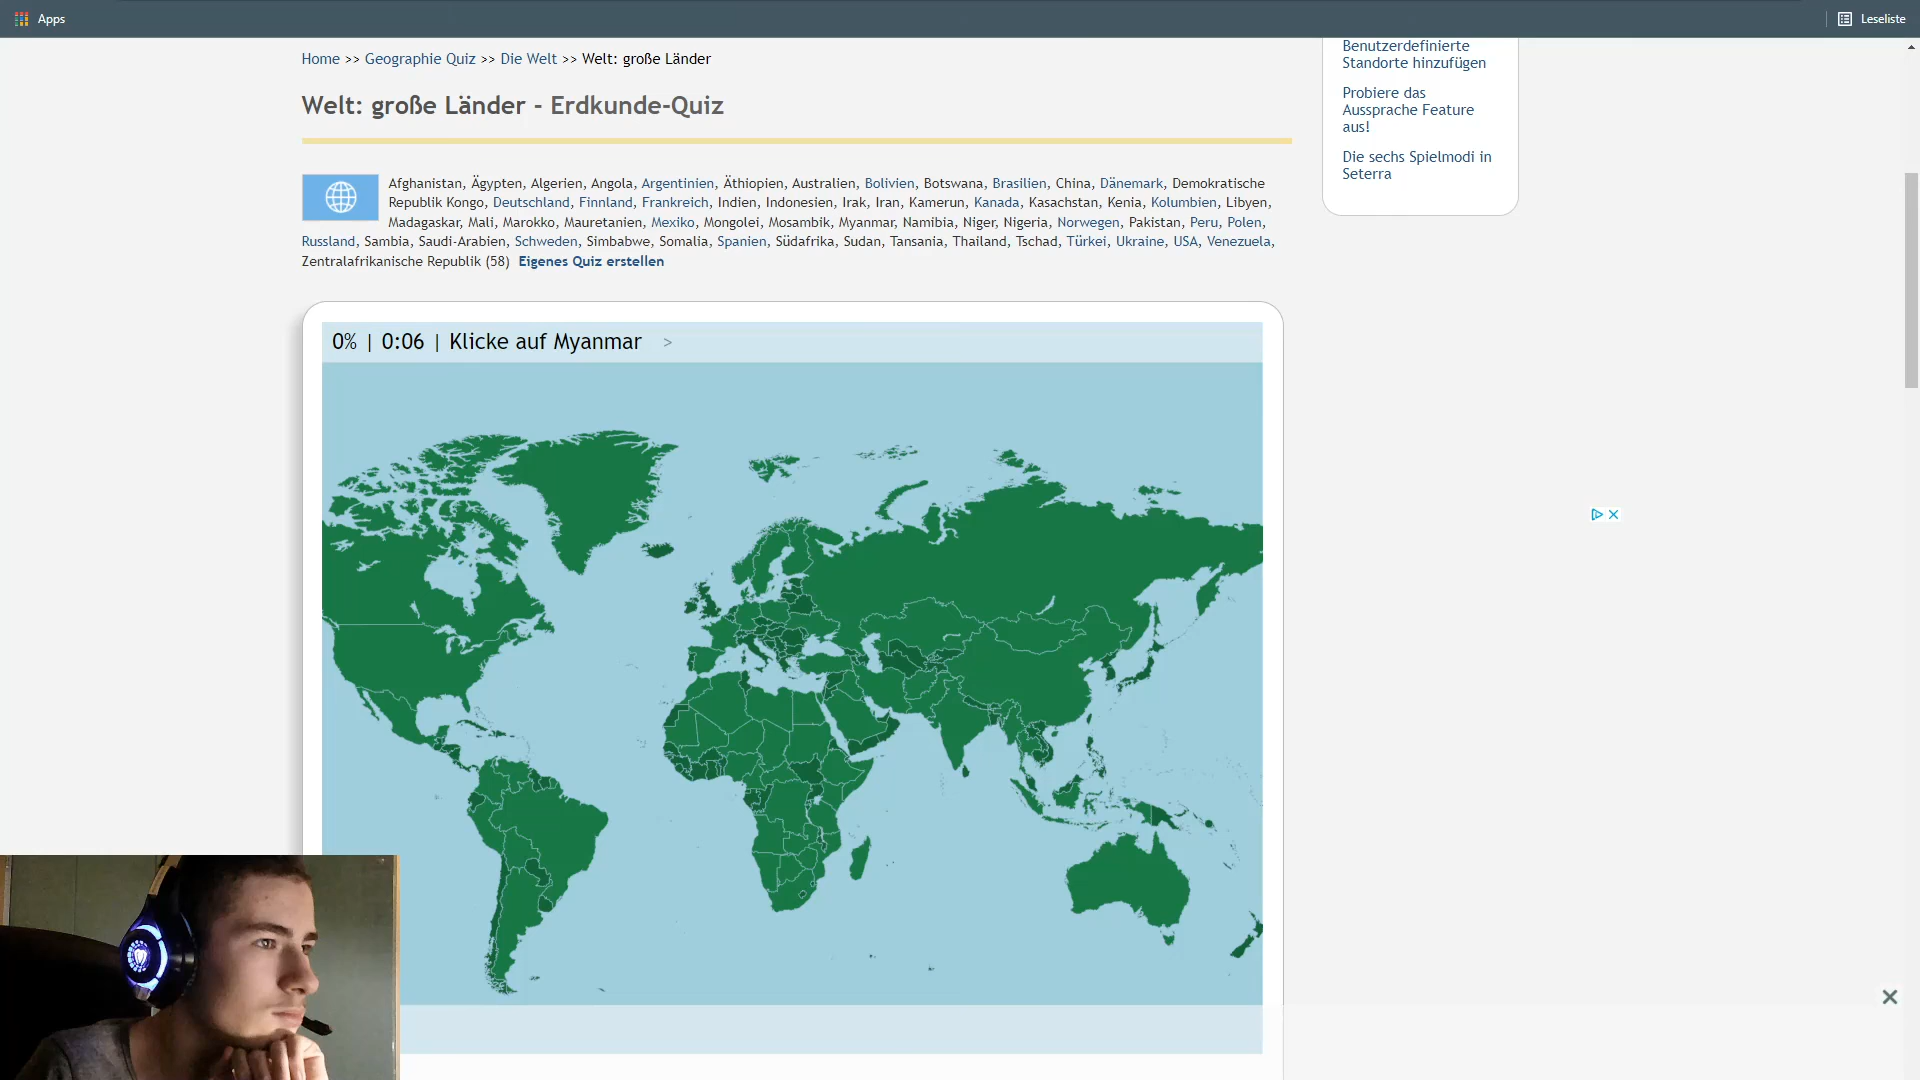 Apps
Leseliste
Home >> Geographie Quiz >> Die Welt >> Welt: große Länder
Welt: große Länder - Erdkunde-Quiz
Afghanistan, Ägypten, Algerien, Angola, Argentinien, Äthiopien, Australien, Bolivien, Botswana, Brasilien, China, Dänemark, Demokratische
Republik Kongo, Deutschland, Finnland, Frankreich, Indien, Indonesien, Irak, Iran, Kamerun, Kanada, Kasachstan, Kenia, Kolumbien, Libyen,
Madagaskar, Mali, Marokko, Mauretanien, Mexiko, Mongolei, Mosambik, Myanmar, Namibia, Niger, Nigeria, Norwegen, Pakistan, Peru, Polen,
Russland, Sambia, Saudi-Arabien, Schweden, Simbabwe, Somalia, Spanien, Südafrika, Sudan, Tansania, Thailand, Tschad, Türkei, Ukraine, USA, Venezuela,
Zentralafrikanische Republik (58) Eigenes Quiz erstellen
0% | 0:06 | Klicke auf Myanmar >
Benutzerdefinierte
Standorte hinzufügen
Probiere das
Aussprache Feature
aus!
Die sechs Spielmodi in
Seterra